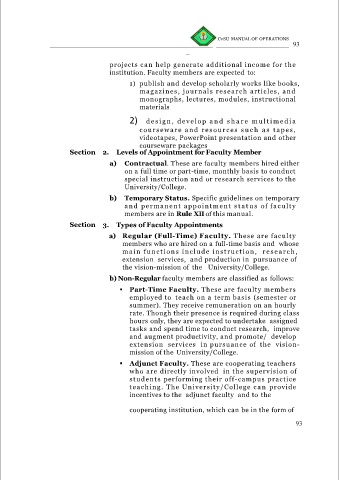 CvSU MANUAL OF OPERATIONS
93
projects can help generate additional income for the
institution. Faculty members are expected to:
1) publish and develop scholarly works like books,
magazines, journals research articles, and
monographs, lectures, modules, instructional
materials
2) design, develop and share multimedia
courseware and resources such as tapes,
videotapes, PowerPoint presentation and other
courseware packages
Section 2. Levels of Appointment for Faculty Member
a) Contractual. These are faculty members hired either
on a full time or part-time, monthly basis to conduct
special instruction and or research services to the
University/College.
b) Temporary Status. Specific guidelines on temporary
and permanent appointment status of faculty
members are in Rule XII of this manual.
Section 3. Types of Faculty Appointments
a) Regular (Full-Time) Faculty. These are faculty
members who are hired on a full-time basis and whose
main functions include instruction, research,
extension services, and production in pursuance of
the vision-mission of the University/College.
b) Non-Regular faculty members are classified as follows:
• Part-Time Faculty. These are faculty members
employed to teach on a term basis (semester or
summer). They receive remuneration on an hourly
rate. Though their presence is required during class
hours only, they are expected to undertake assigned
tasks and spend time to conduct research, improve
and augment productivity, and promote/ develop
extension services in pursuance of the vision-
mission of the University/College.
• Adjunct Faculty. These are cooperating teachers
who are directly involved in the supervision of
students performing their off-campus practice
teaching. The University/College can provide
incentives to the adjunct faculty and to the
cooperating institution, which can be in the form of
93